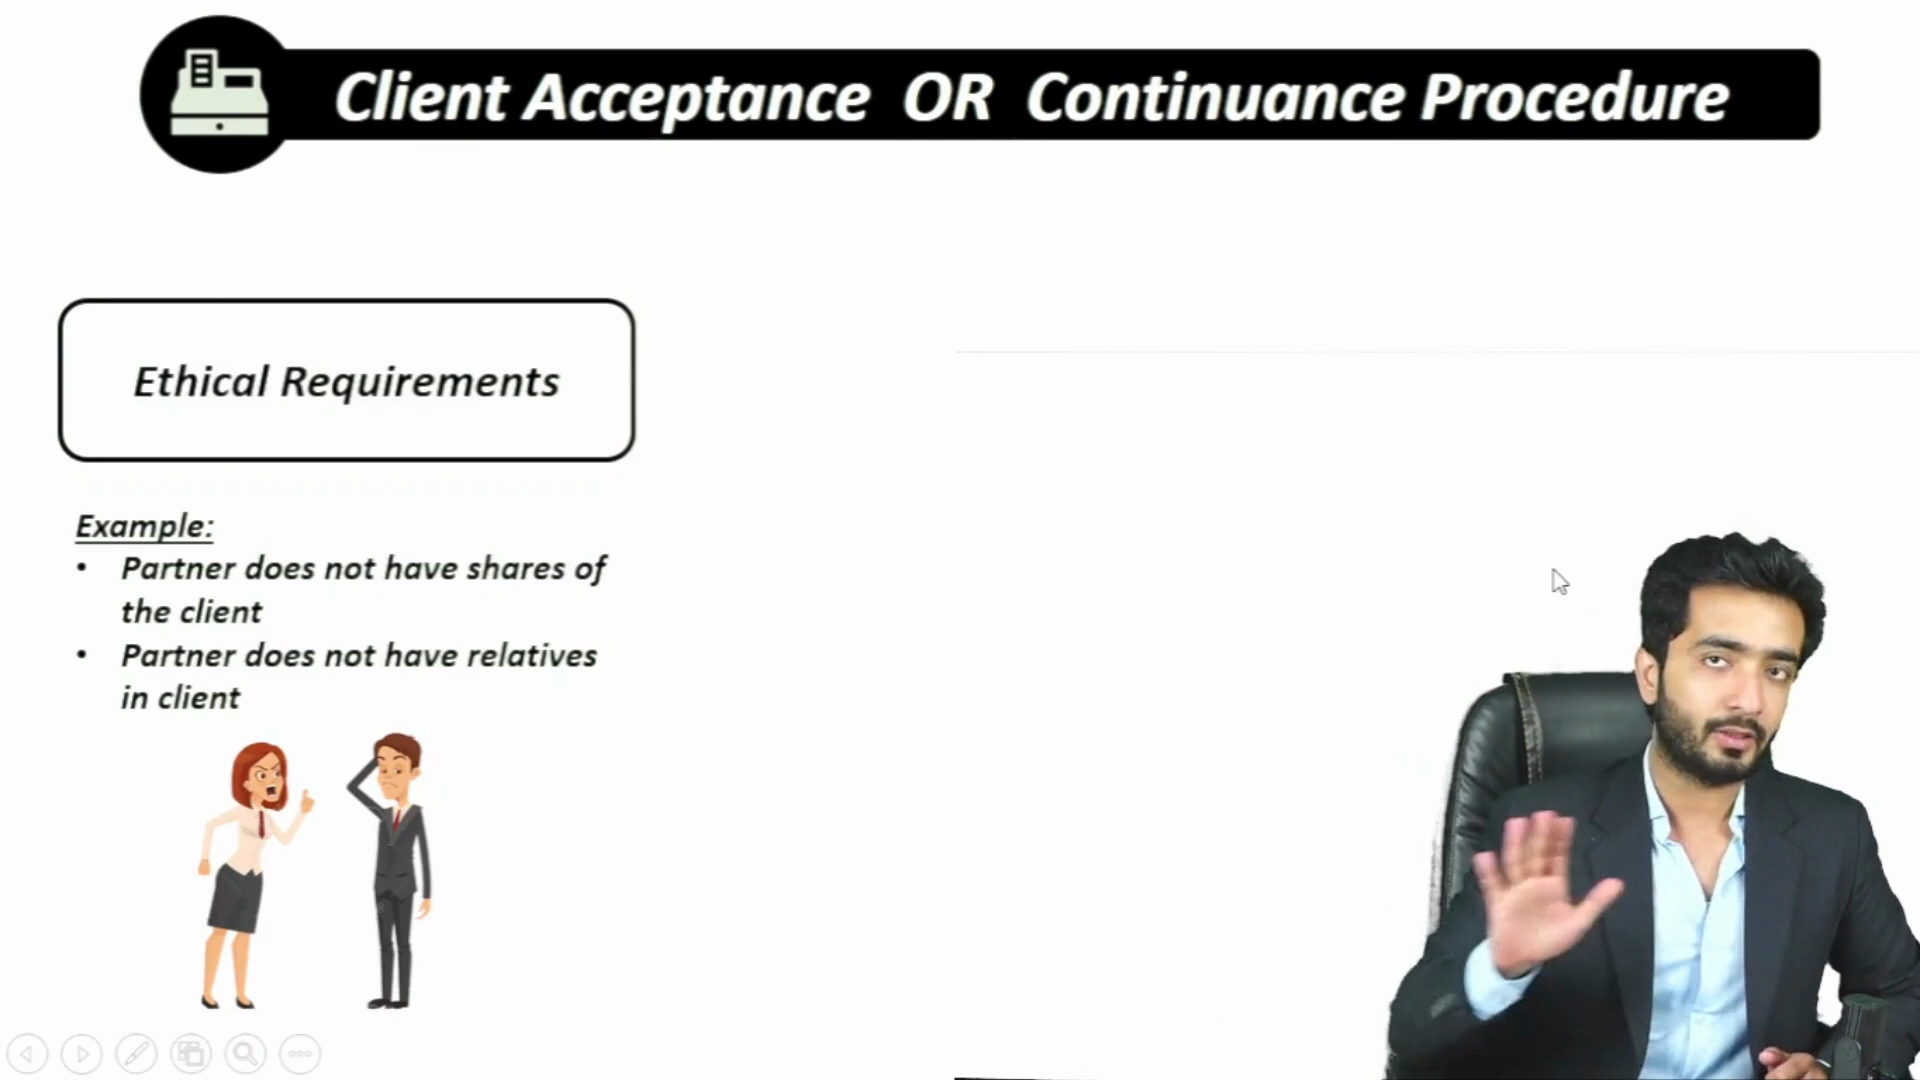 Client Acceptance OR Continuance Procedure
Ethical Requirements
Example:
• Partner does not have shares of
the client
• Partner does not have relatives
in client